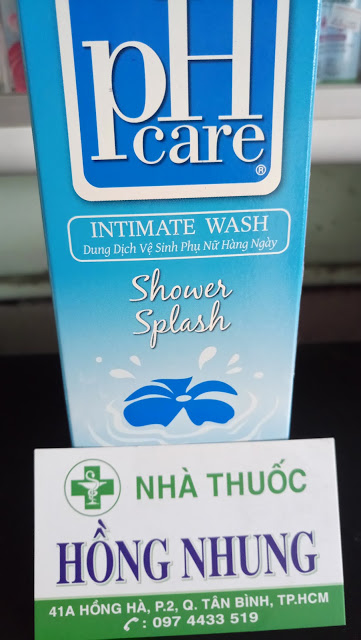 pH
care®
INTIMATE WASH
Dung Dịch Vệ Sinh Phụ Nữ Hàng Ngày
Shower
Splash
NHÀ THUỐC
HỒNG NHUNG
41A HỒNG HÀ, P.2, Q. TÂN BÌNH, TP.HCM
: 097 4433 519